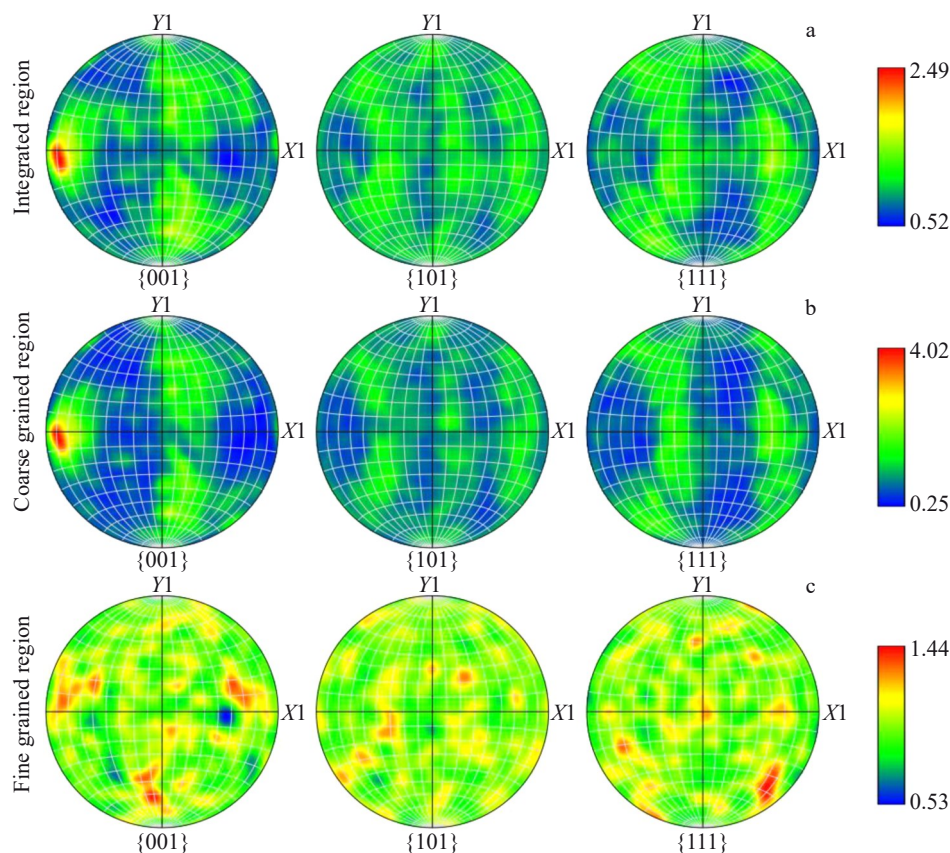 Integrated region
Y1
Y1
Y1
a
X1
X1
X1
2.49
0.52
{001}
{101}
{111}
Coarse grained region
Y1
Y1
Y1
b
X1
X1
X1
4.02
0.25
{001}
{101}
{111}
Fine grained region
Y1
Y1
Y1
c
X1
X1
X1
1.44
0.53
{001}
{101}
{111}